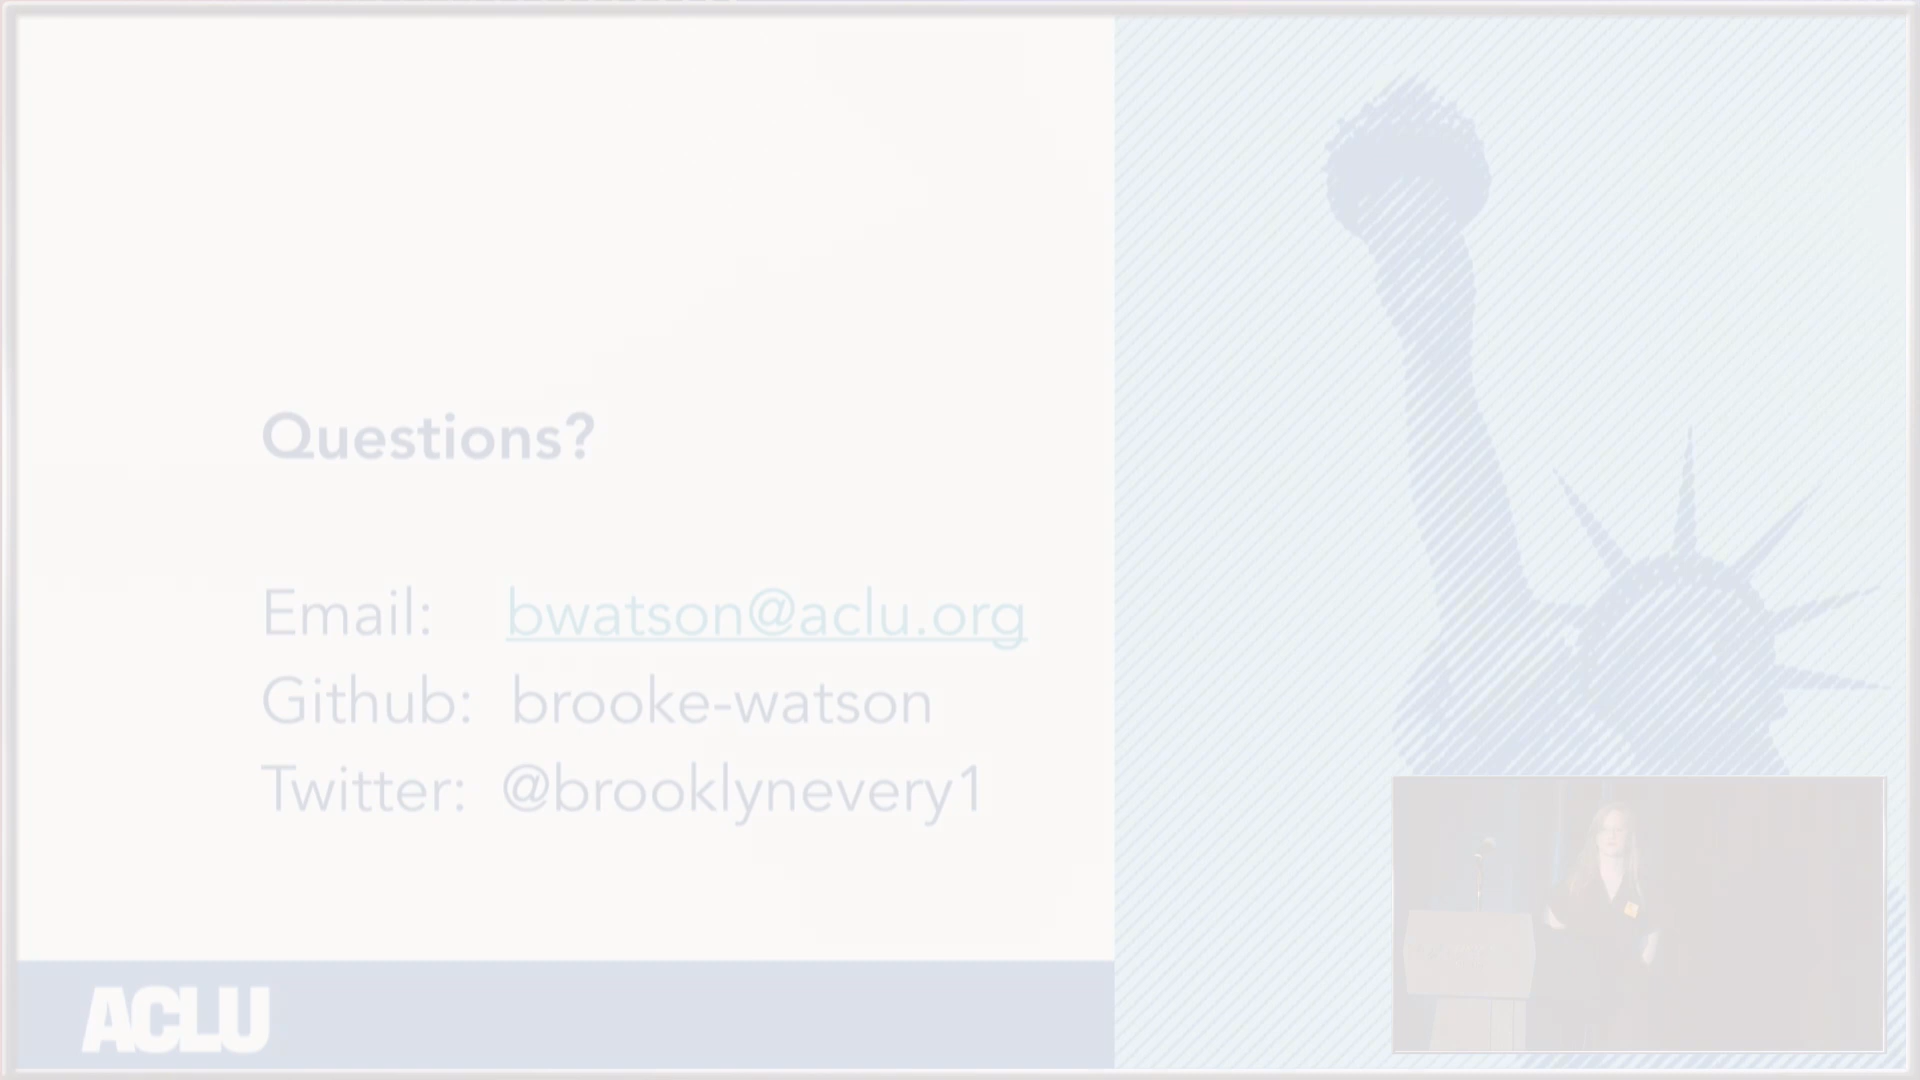 Questions?
Email: bwatson@aclu.org
Github: brooke-watson
Twitter: @brooklynevery1
ACLU